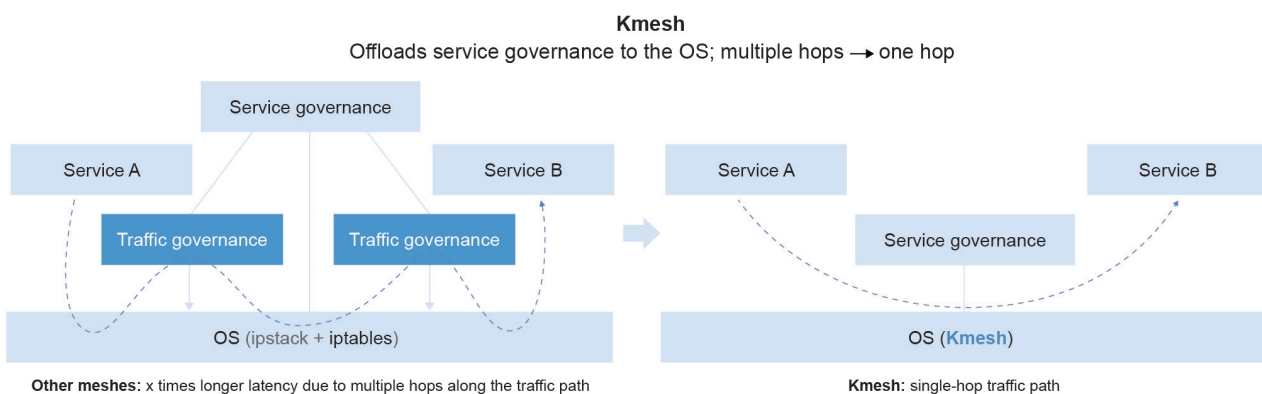 Kmesh
Offloads service governance to the OS; multiple hops → one hop
Service governance
Service A
Service B
Traffic governance
Traffic governance
OS (ipstack + iptables)
Other meshes: x times longer latency due to multiple hops along the traffic path
Service A
Service B
Service governance
OS (Kmesh)
Kmesh: single-hop traffic path